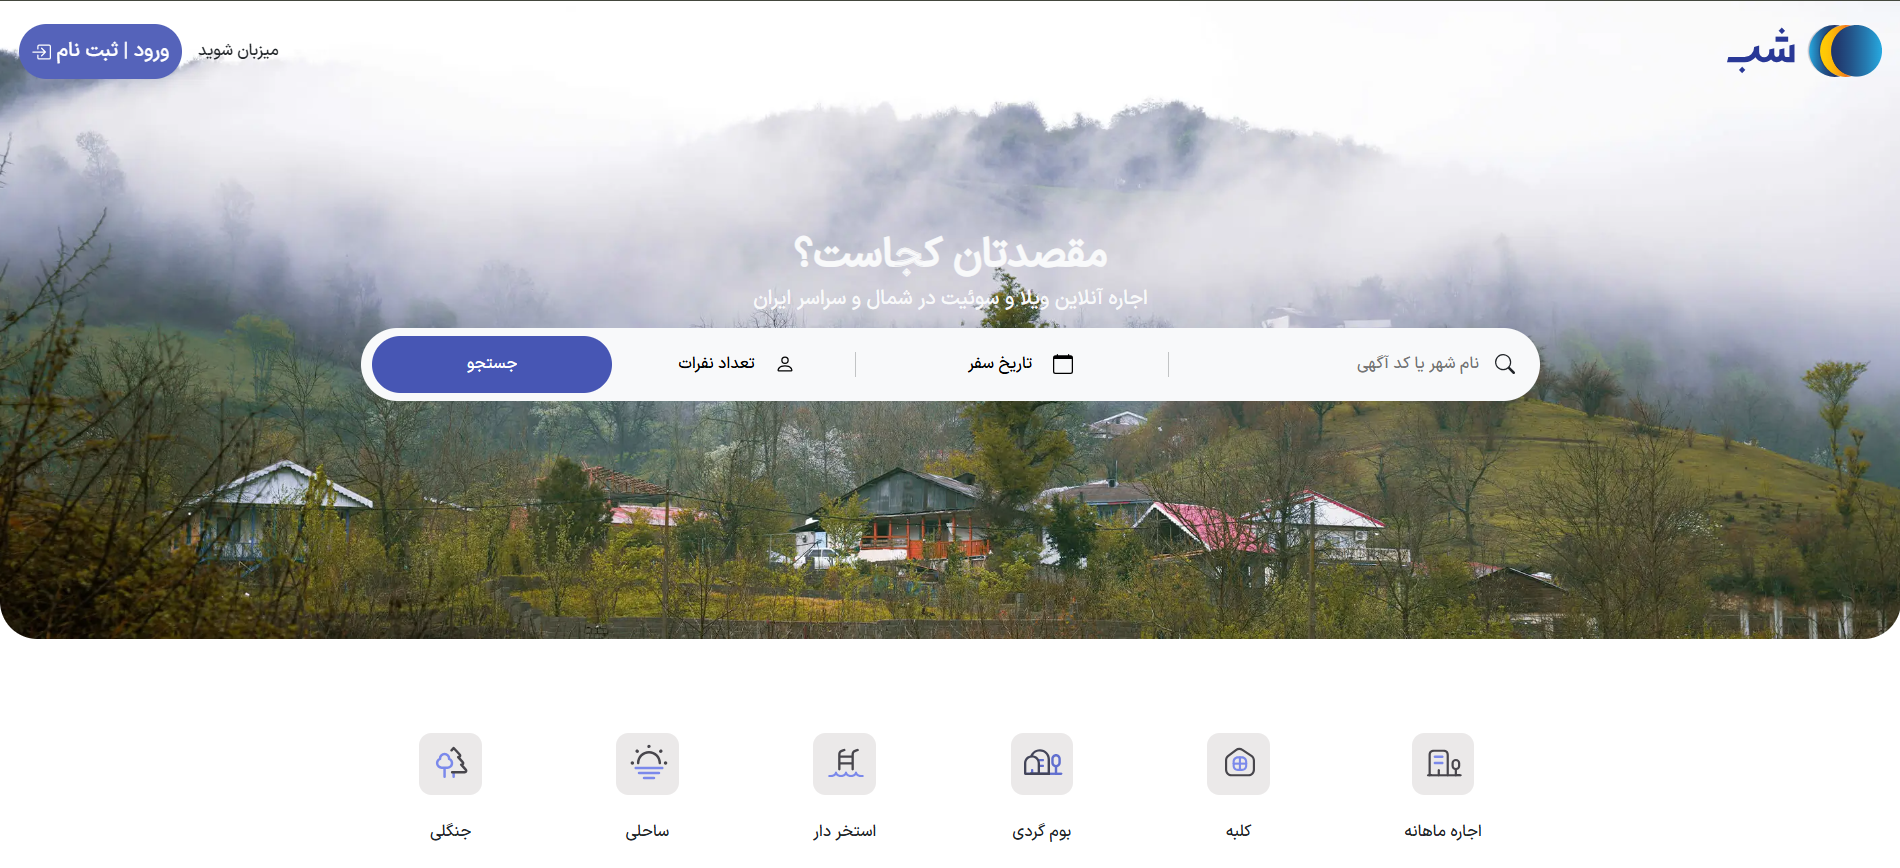 شب
میزبان شوید
ورود | ثبت نام
مقصدتان کجاست؟
اجاره آنلاین ویلا و سوئیت در شمال و سراسر ایران
نام شهر یا کد آگهی
تاریخ سفر
تعداد نفرات
جستجو
اجاره ماهانه
کلبه
بوم گردی
استخر دار
ساحلی
جنگلی